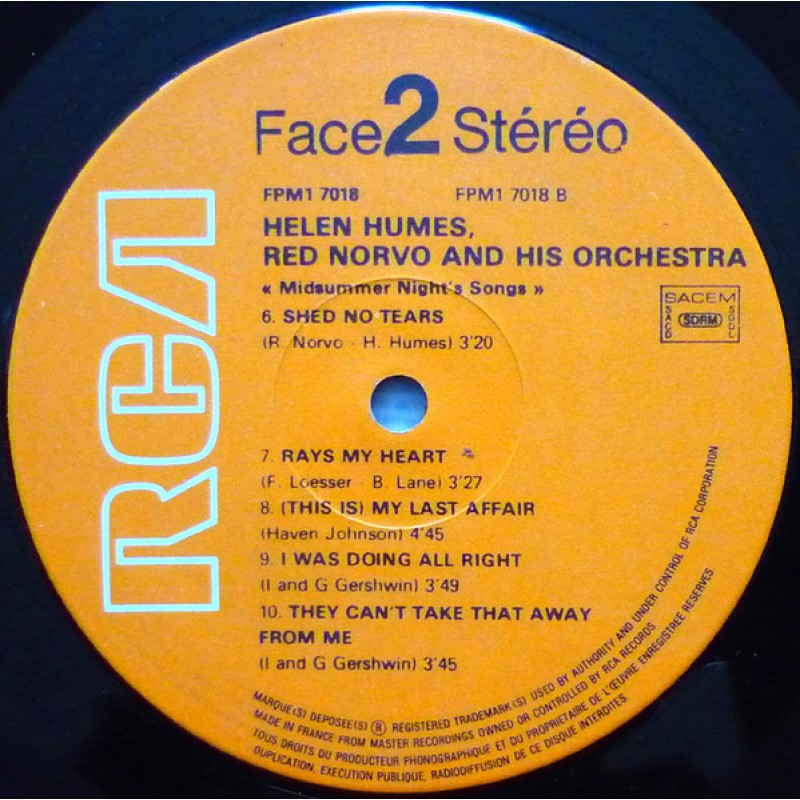 Face 2 Stéréo
FPM1 7018 FPM1 7018 B
HELEN HUMES,
RED NORVO AND HIS ORCHESTRA
« Midsummer Night's Songs »
6. SHED NO TEARS
(R. Norvo - H. Humes) 3'20
SACEM
SACD SDRM SGDL
RCA
7. RAYS MY HEART
(F. Loesser - B. Lane) 3'27
8. (THIS IS) MY LAST AFFAIR
(Haven Johnson) 4'45
9. I WAS DOING ALL RIGHT
(I and G Gershwin) 3'49
10. THEY CAN'T TAKE THAT AWAY
FROM ME
(I and G Gershwin) 3'45
MARQUE(S) DEPOSEE(S) ® REGISTERED TRADEMARK(S) USED BY AUTHORITY AND UNDER CONTROL OF RCA CORPORATION
MADE IN FRANCE FROM MASTER RECORDINGS OWNED OR CONTROLLED BY RCA RECORDS
TOUS DROITS DU PRODUCTEUR PHONOGRAPHIQUE ET DU PROPRIETAIRE DE L'ŒUVRE ENREGISTREE RESERVES.
DUPLICATION, EXECUTION PUBLIQUE, RADIODIFFUSION DE CE DISQUE INTERDITES.